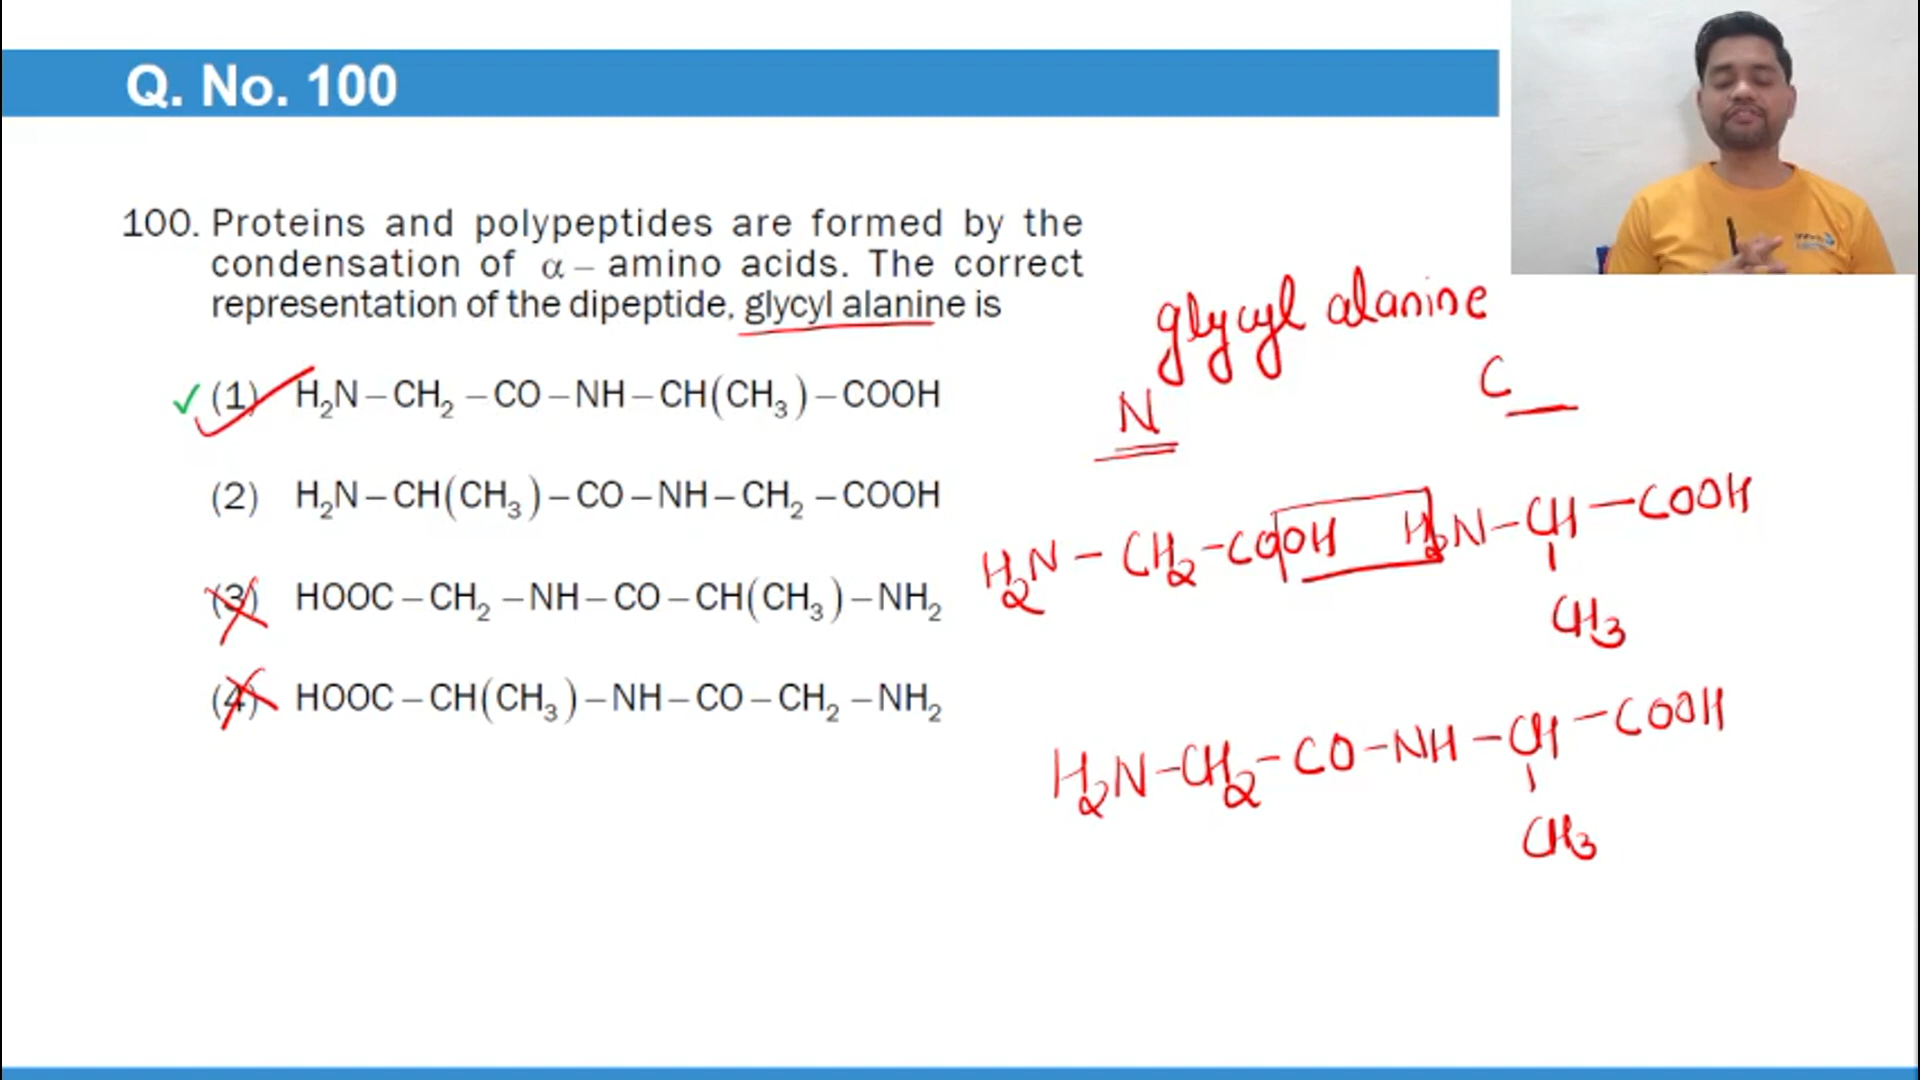 Q. No. 100
100. Proteins and polypeptides are formed by the
condensation of α – amino acids. The correct
representation of the dipeptide, glycyl alanine is
✓ (1) H₂N – CH₂ – CO – NH – CH(CH₃) – COOH
(2) H₂N – CH(CH₃) – CO – NH – CH₂ – COOH
(3) HOOC – CH₂ – NH – CO – CH(CH₃) – NH₂
(4) HOOC – CH(CH₃) – NH – CO – CH₂ – NH₂
glycyl alanine
N C
H₂N – CH₂ – COOH H₂N – CH – COOH
CH₃
H₂N – CH₂ – CO – NH – CH – COOH
CH₃